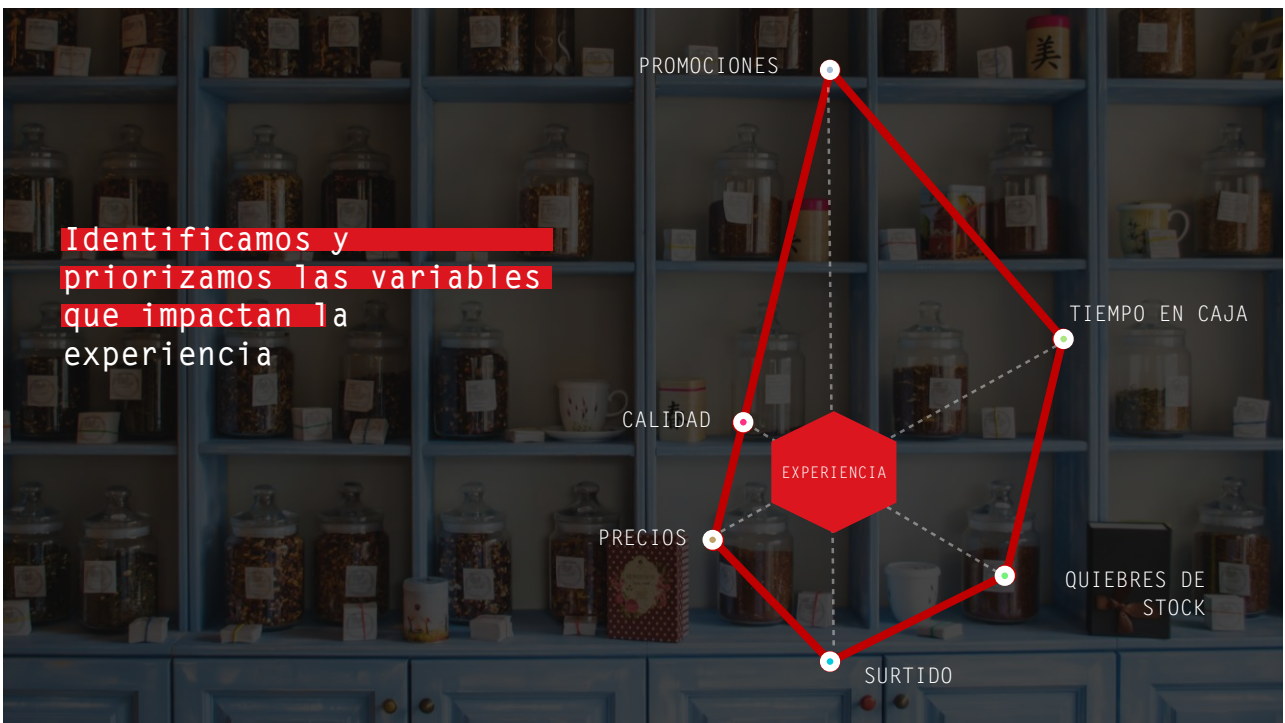 Identificamos y
priorizamos las variables
que impactan la
experiencia
PROMOCIONES
TIEMPO EN CAJA
CALIDAD
EXPERIENCIA
PRECIOS
QUIEBRES DE
STOCK
SURTIDO
美